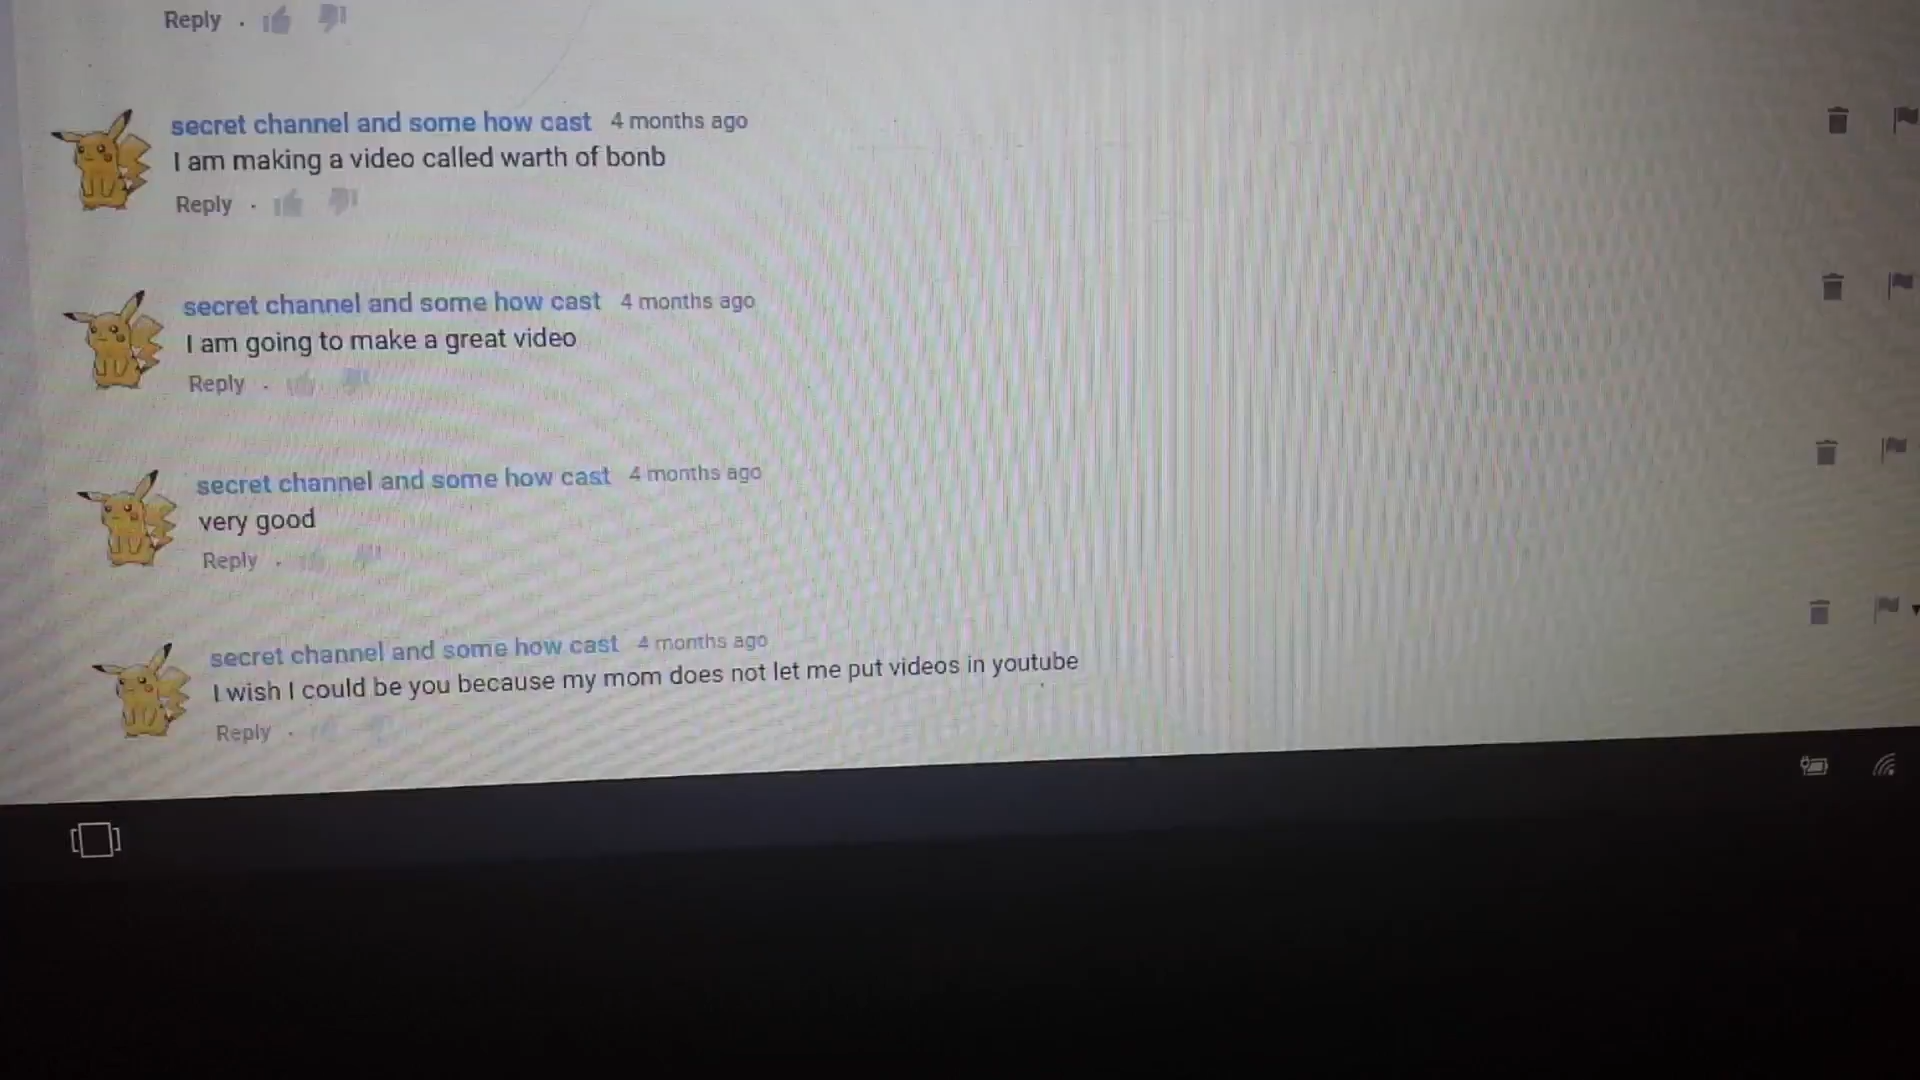 Reply .
secret channel and some how cast 4 months ago
I am making a video called warth of bonb
Reply .
secret channel and some how cast 4 months ago
I am going to make a great video
Reply .
secret channel and some how cast 4 months ago
very good
Reply .
secret channel and some how cast 4 months ago
I wish I could be you because my mom does not let me put videos in youtube
Reply .